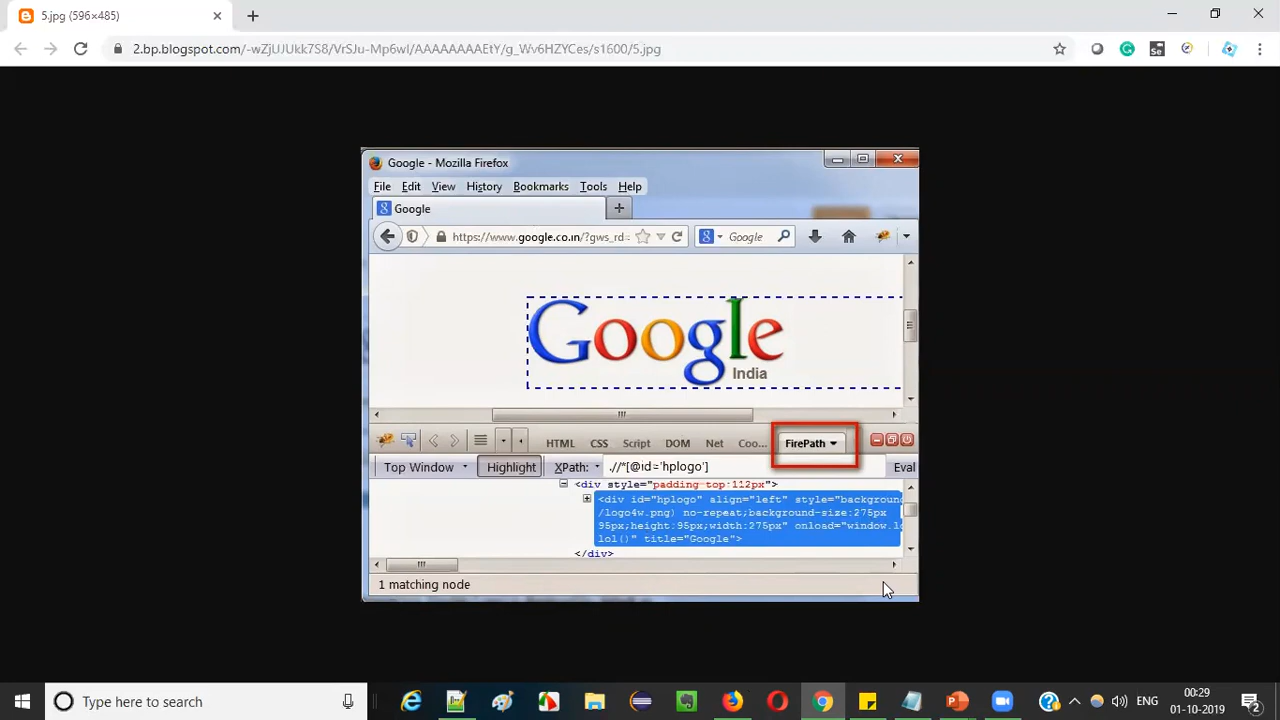 5.jpg (596×485)
2.bp.blogspot.com/-wZjUJUkk7S8/VrSJu-Mp6wI/AAAAAAAAEtY/g_Wv6HZYCes/s1600/5.jpg
Se
Google - Mozilla Firefox
File Edit View History Bookmarks Tools Help
Google
https://www.google.co.in/?gws_rd=
Google
Google
India
HTML CSS Script DOM Net Coo... FirePath
Top Window Highlight XPath: .//*[@id='hplogo'] Eval
<div style="padding-top:112px">
<div id="hplogo" align="left" style="background
/logo4w.png) no-repeat;background-size:275px
95px;height:95px;width:275px" onload="window.lo
lol()" title="Google">
</div>
1 matching node
Type here to search
ENG
00:29
01-10-2019
2